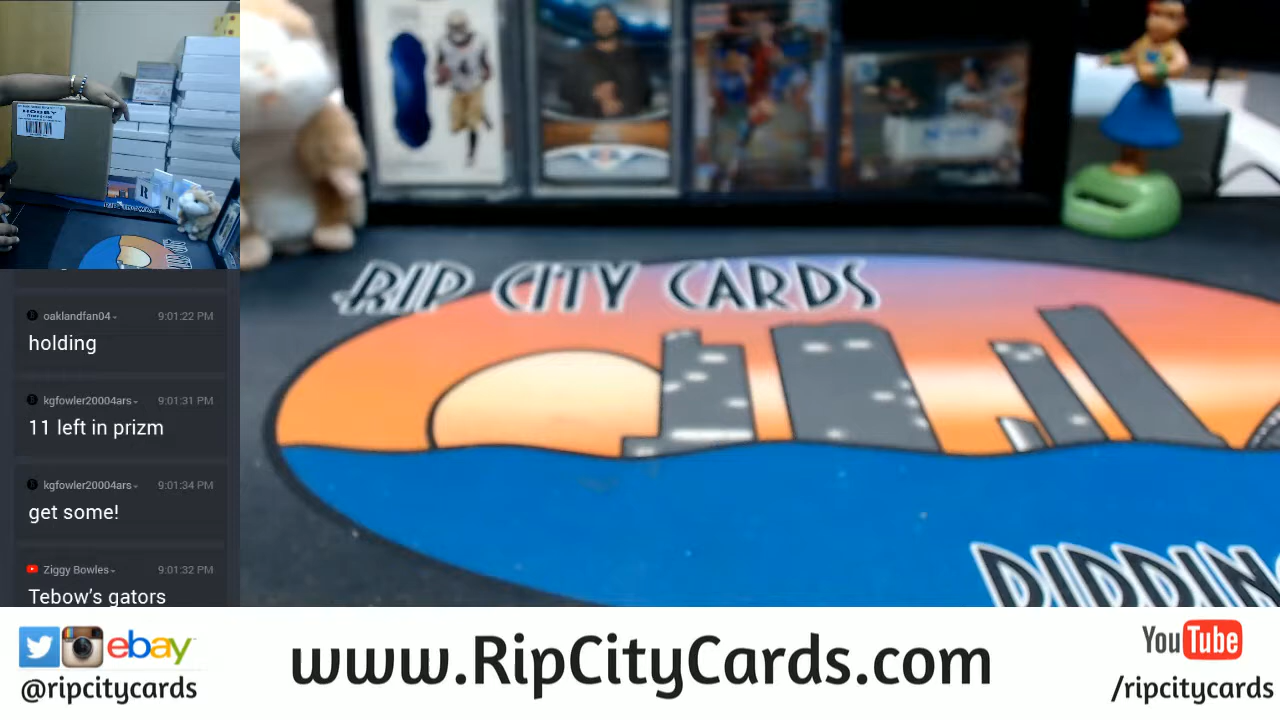 RIP CITY CARDS
R
T
oaklandfan04
9:01:22 PM
holding
kgfowler20004ars
9:01:31 PM
11 left in prizm
kgfowler20004ars
9:01:34 PM
get some!
Ziggy Bowles
9:01:32 PM
Tebow's gators
ebay
@ripcitycards
www.RipCityCards.com
YouTube
/ripcitycards